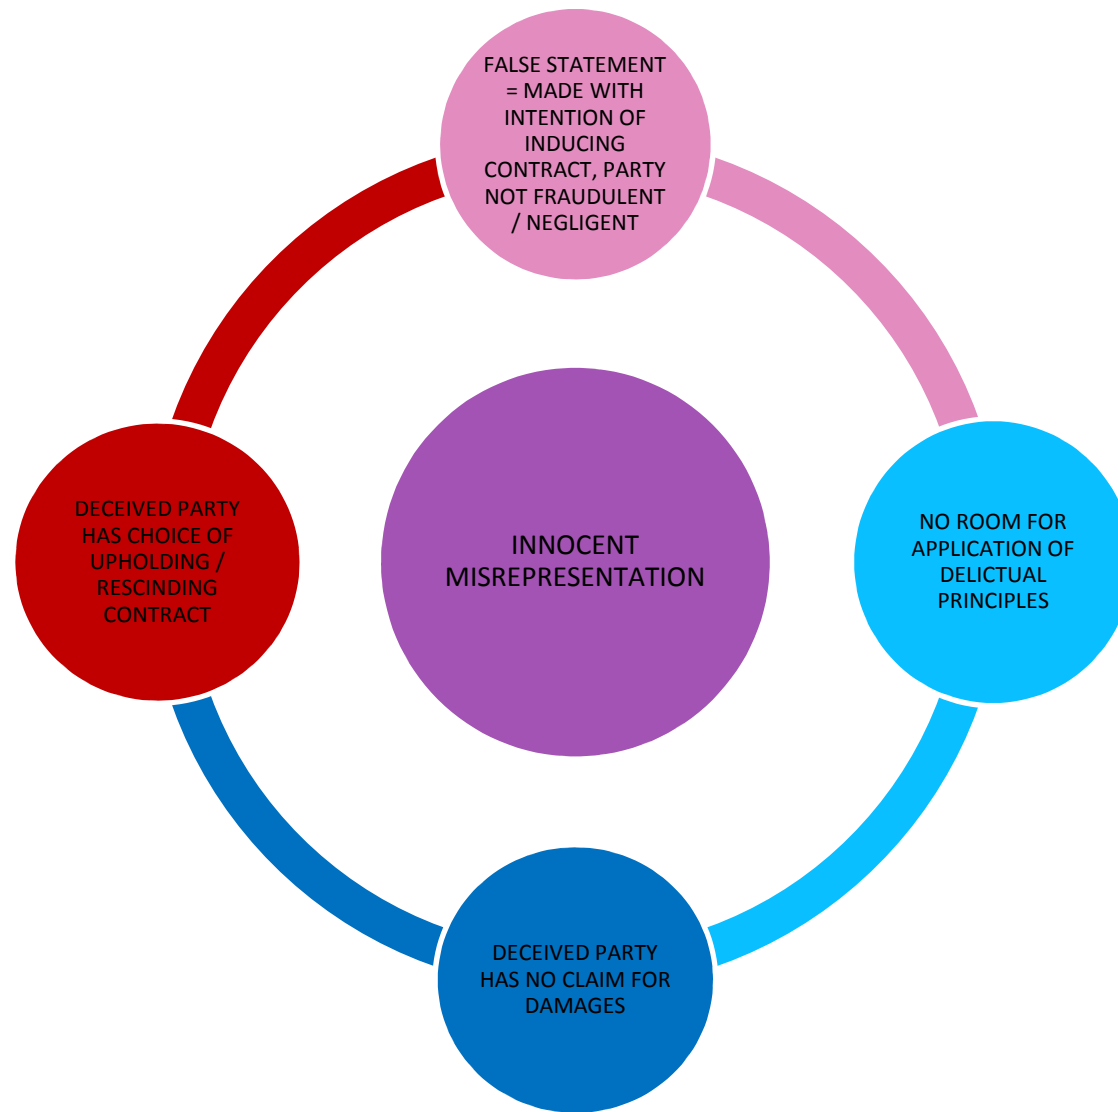 FALSE STATEMENT
= MADE WITH
INTENTION OF
INDUCING
CONTRACT, PARTY
NOT FRAUDULENT
/ NEGLIGENT
DECEIVED PARTY
HAS CHOICE OF
UPHOLDING /
RESCINDING
CONTRACT
INNOCENT
MISREPRESENTATION
NO ROOM FOR
APPLICATION OF
DELICTUAL
PRINCIPLES
DECEIVED PARTY
HAS NO CLAIM FOR
DAMAGES